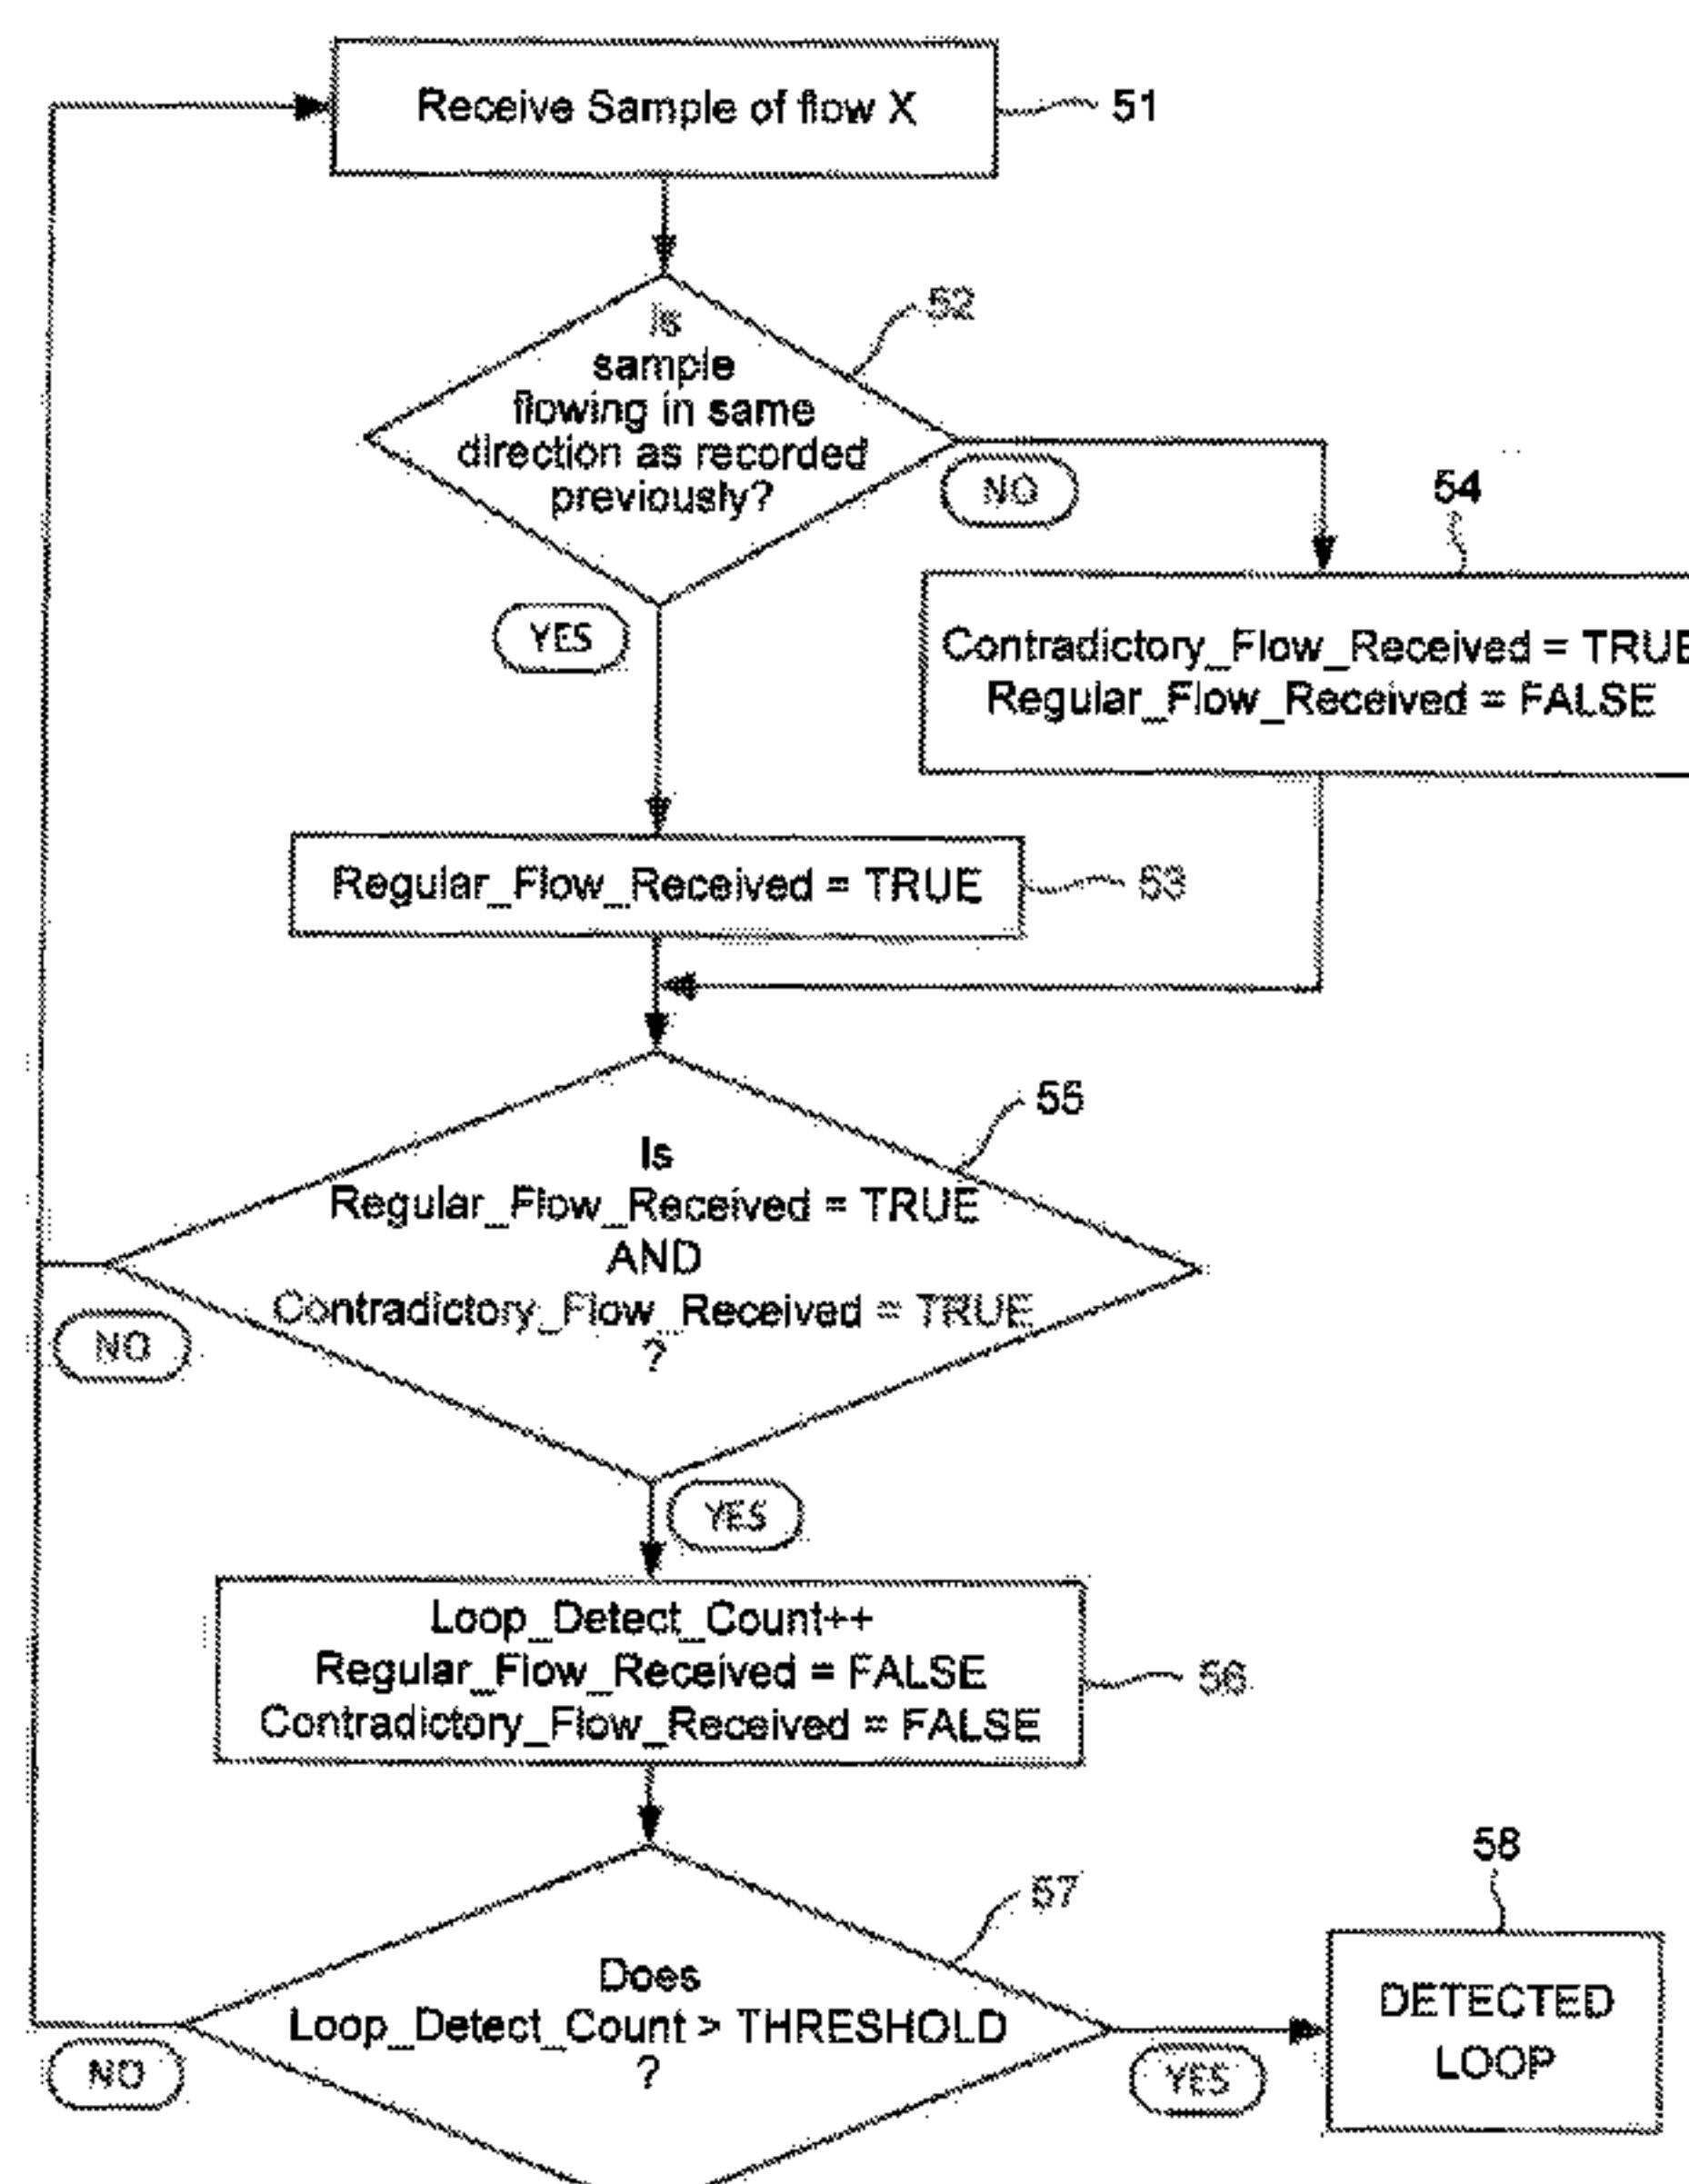 Receive Sample of flow X
51
Is
sample
flowing in same
direction as recorded
previously?
52
NO
YES
54
Contradictory_Flow_Received = TRUE
Regular_Flow_Received = FALSE
Regular_Flow_Received = TRUE
53
55
Is
Regular_Flow_Received = TRUE
AND
Contradictory_Flow_Received = TRUE
?
NO
YES
Loop_Detect_Count++
Regular_Flow_Received = FALSE
Contradictory_Flow_Received = FALSE
56
57
58
Does
Loop_Detect_Count > THRESHOLD
?
NO
YES
DETECTED
LOOP